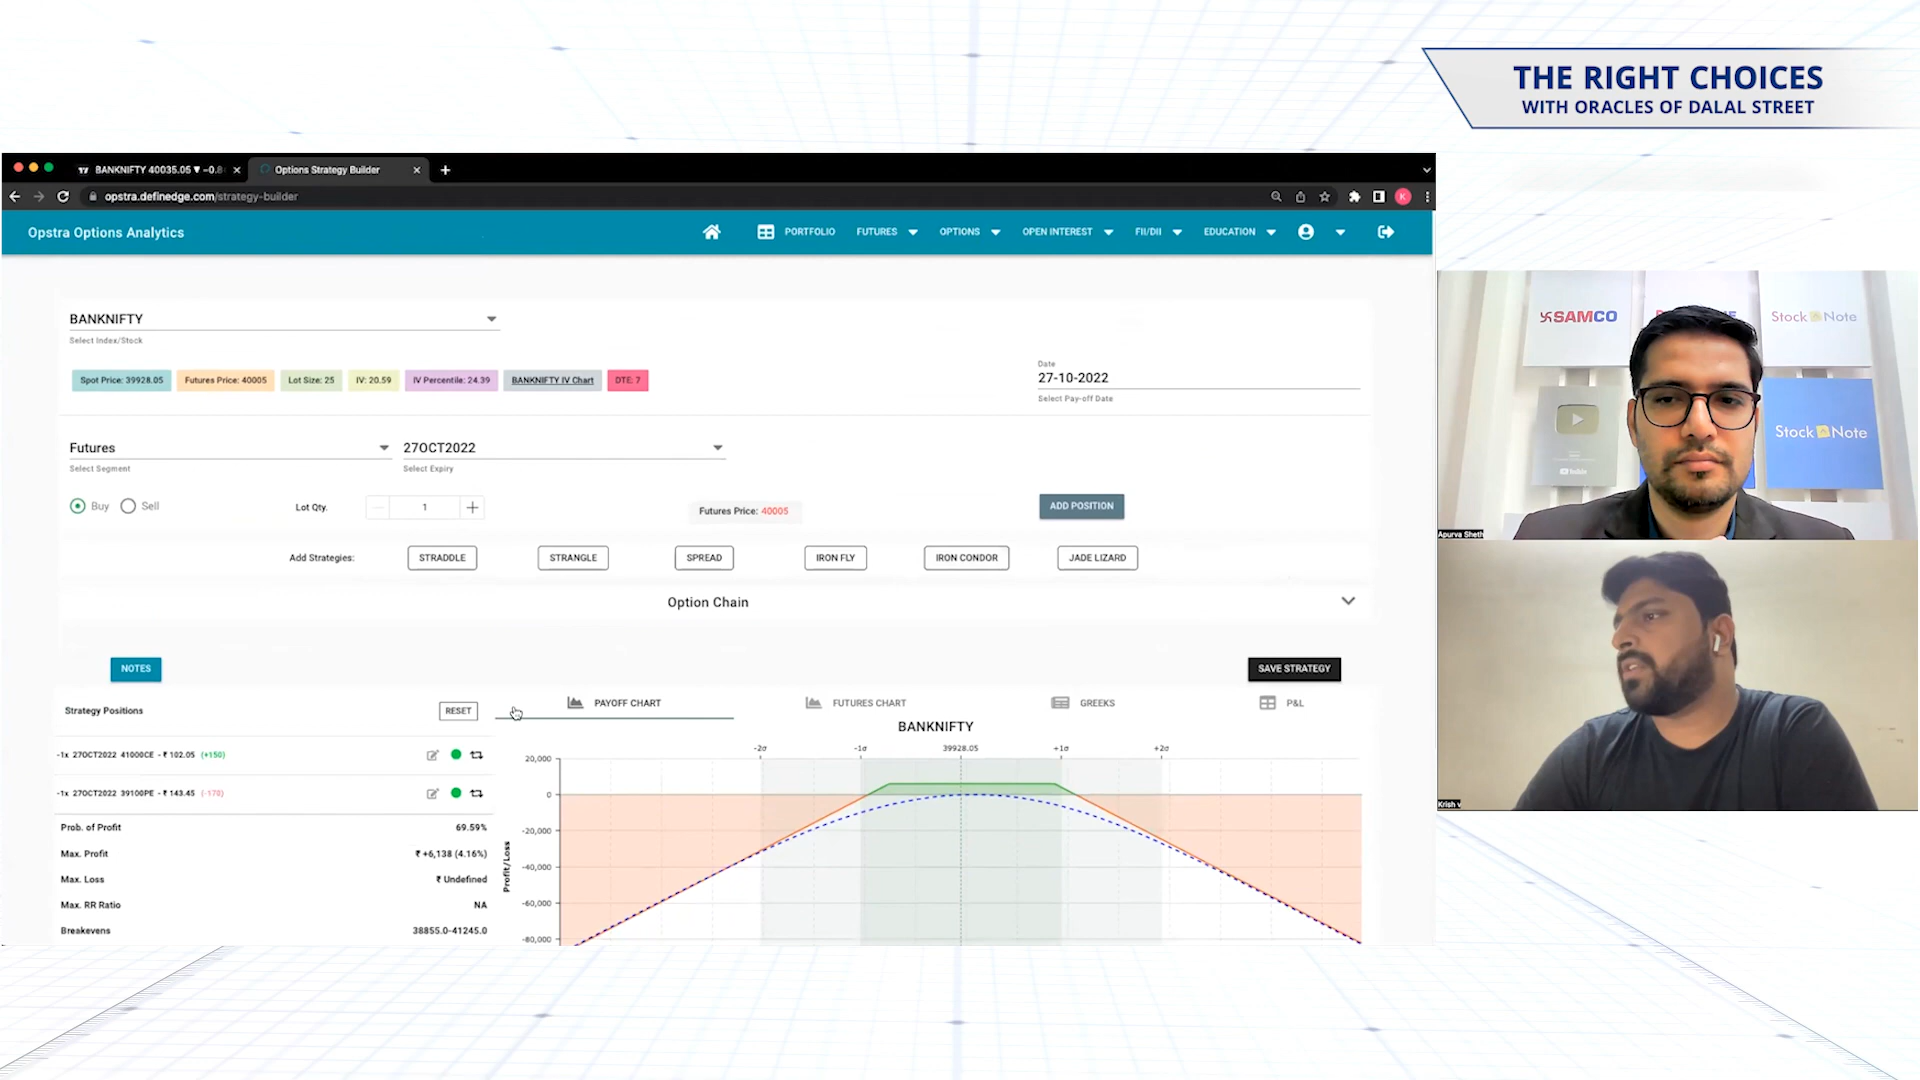 THE RIGHT CHOICES
WITH ORACLES OF DALAL STREET
BANKNIFTY 40035.05 ▼ −0.8
Options Strategy Builder
opstra.definedge.com/strategy-builder
K
Opstra Options Analytics
PORTFOLIO
FUTURES
OPTIONS
OPEN INTEREST
FII/DII
EDUCATION
BANKNIFTY
Select Index/Stock
Spot Price: 39928.05
Futures Price: 40005
Lot Size: 25
IV: 20.59
IV Percentile: 24.39
BANKNIFTY IV Chart
DTE: 7
Date
27-10-2022
Select Pay-off Date
Futures
Select Segment
27OCT2022
Select Expiry
Buy
Sell
Lot Qty.
1
Futures Price: 40005
ADD POSITION
Add Strategies:
STRADDLE
STRANGLE
SPREAD
IRON FLY
IRON CONDOR
JADE LIZARD
Option Chain
NOTES
SAVE STRATEGY
Strategy Positions
RESET
-1x 27OCT2022 41000CE - ₹ 102.05 (+150)
-1x 27OCT2022 39100PE - ₹ 143.45 (-170)
Prob. of Profit 69.59%
Max. Profit ₹ +6,138 (4.16%)
Max. Loss ₹ Undefined
Max. RR Ratio NA
Breakevens 38855.0-41245.0
PAYOFF CHART
FUTURES CHART
GREEKS
P&L
BANKNIFTY
-2σ
-1σ
39928.05
+1σ
+2σ
20,000
0
-20,000
-40,000
-60,000
-80,000
Profit/Loss
SAMCO
Stock Note
Stock Note
Apurva Sheth
Krish v